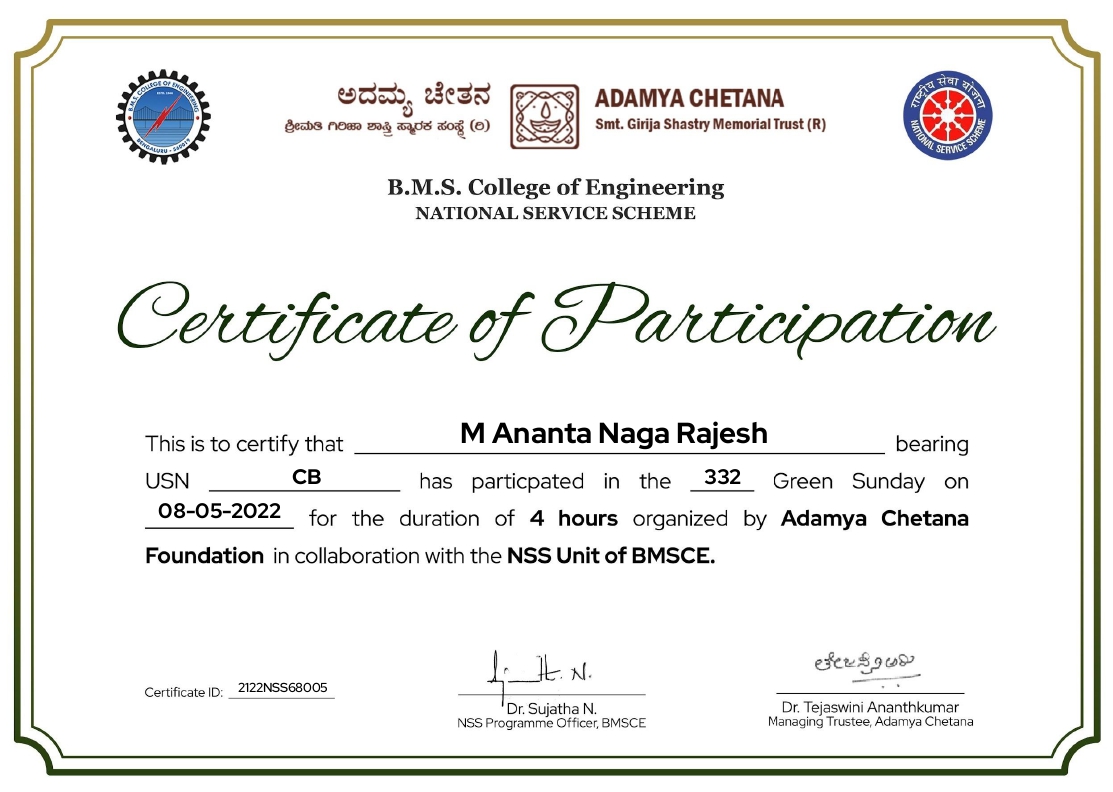 B.M.S. COLLEGE OF ENGINEERING
BENGALURU - 560019
ಅದಮ್ಯ ಚೇತನ
ಶ್ರೀಮತಿ ಗಿರಿಜಾ ಶಾಸ್ತ್ರಿ ಸ್ಮಾರಕ ಸಂಸ್ಥೆ (ರಿ)
ADAMYA CHETANA
Smt. Girija Shastry Memorial Trust (R)
राष्ट्रीय सेवा योजना
NATIONAL SERVICE SCHEME
B.M.S. College of Engineering
NATIONAL SERVICE SCHEME
Certificate of Participation
This is to certify that M Ananta Naga Rajesh bearing
USN CB has particpated in the 332 Green Sunday on
08-05-2022 for the duration of 4 hours organized by Adamya Chetana
Foundation in collaboration with the NSS Unit of BMSCE.
Certificate ID: 2122NSS68005
Dr. Sujatha N.
NSS Programme Officer, BMSCE
Dr. Tejaswini Ananthkumar
Managing Trustee, Adamya Chetana